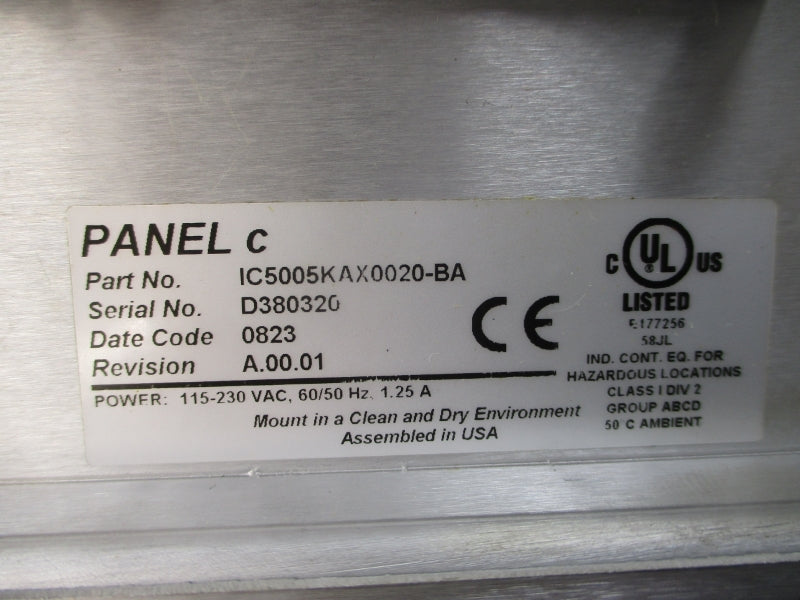 PANEL c
Part No. IC5005KAX0020-BA
Serial No. D380320
Date Code 0823
Revision A.00.01
POWER: 115-230 VAC, 60/50 Hz, 1.25 A
Mount in a Clean and Dry Environment
Assembled in USA
CE
C UL US
®
LISTED
E177256
58JL
IND. CONT. EQ. FOR
HAZARDOUS LOCATIONS
CLASS I DIV 2
GROUP ABCD
50°C AMBIENT